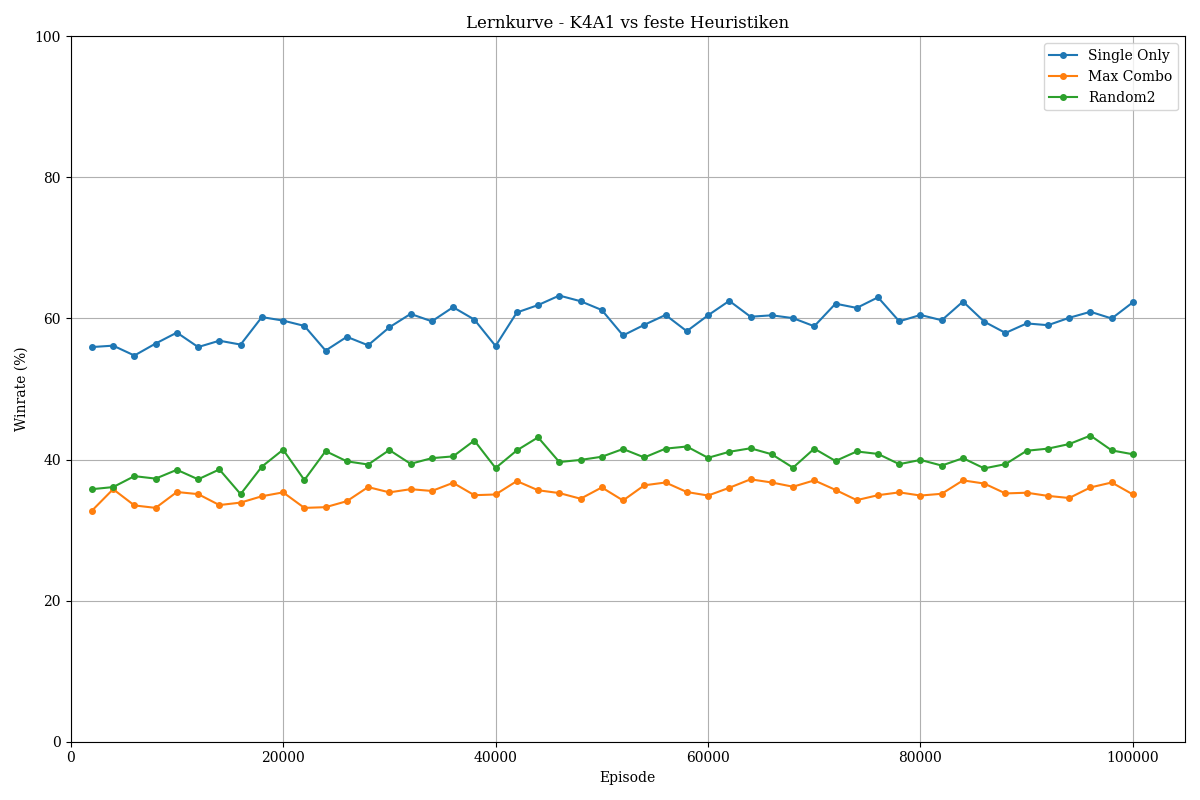 Lernkurve - K4A1 vs feste Heuristiken
100
80
60
40
20
0
Winrate (%)
Single Only
Max Combo
Random2
0 20000 40000 60000 80000 100000
Episode